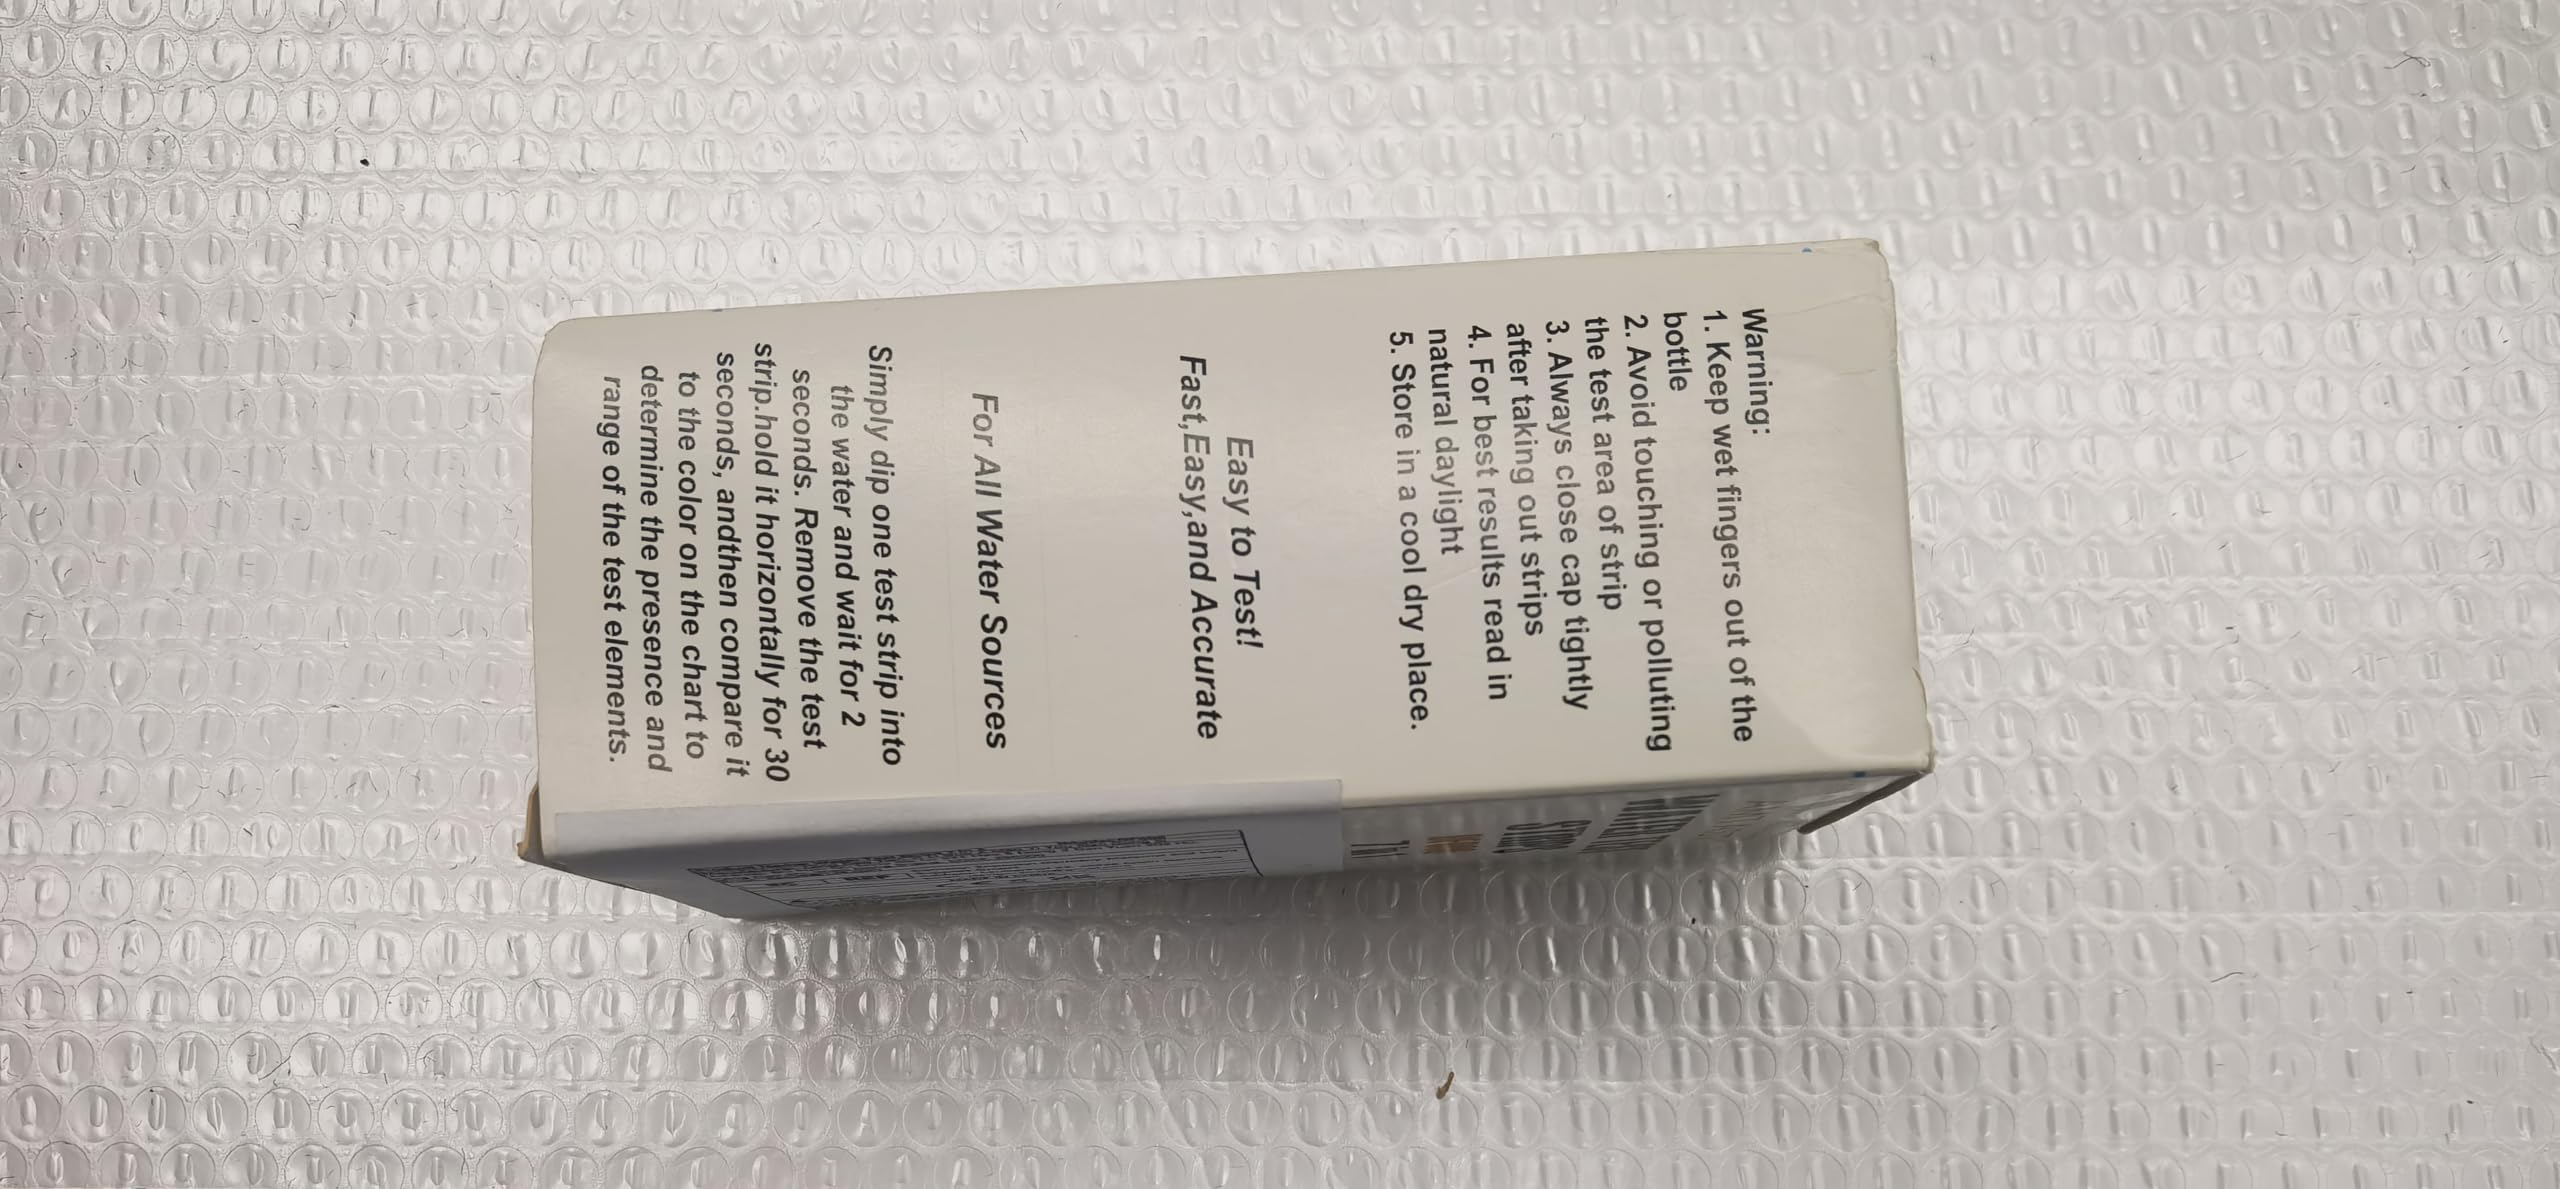 Warning:
1. Keep wet fingers out of the
bottle
2. Avoid touching or polluting
the test area of strip
3. Always close cap tightly
after taking out strips
4. For best results read in
natural daylight
5. Store in a cool dry place.
Easy to Test!
Fast,Easy,and Accurate
For All Water Sources
Simply dip one test strip into
the water and wait for 2
seconds. Remove the test
strip.hold it horizontally for 30
seconds, andthen compare it
to the color on the chart to
determine the presence and
range of the test elements.